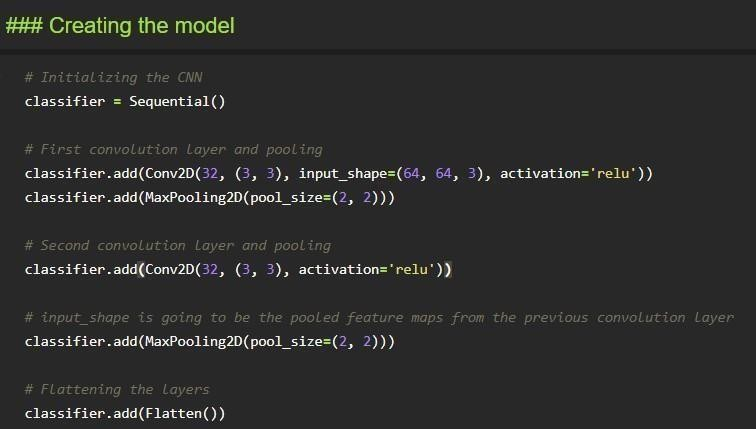 ### Creating the model
# Initializing the CNN
classifier = Sequential()
# First convolution layer and pooling
classifier.add(Conv2D(32, (3, 3), input_shape=(64, 64, 3), activation='relu'))
classifier.add(MaxPooling2D(pool_size=(2, 2)))
# Second convolution layer and pooling
classifier.add(Conv2D(32, (3, 3), activation='relu'))
# input_shape is going to be the pooled feature maps from the previous convolution layer
classifier.add(MaxPooling2D(pool_size=(2, 2)))
# Flattening the layers
classifier.add(Flatten())